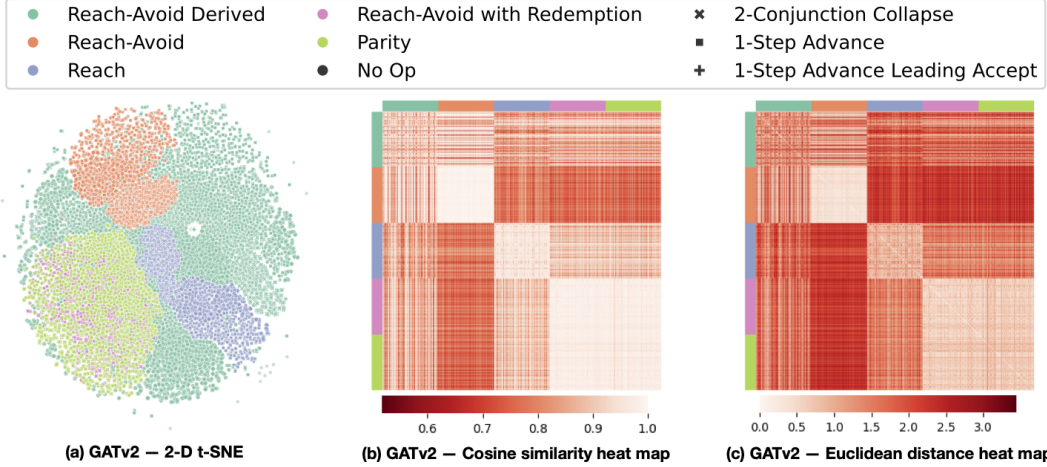 Reach-Avoid Derived
Reach-Avoid
Reach
Reach-Avoid with Redemption
Parity
No Op
2-Conjunction Collapse
1-Step Advance
1-Step Advance Leading Accept
0.6 0.7 0.8 0.9 1.0
0.0 0.5 1.0 1.5 2.0 2.5 3.0
(a) GATv2 — 2-D t-SNE
(b) GATv2 — Cosine similarity heat map
(c) GATv2 — Euclidean distance heat map